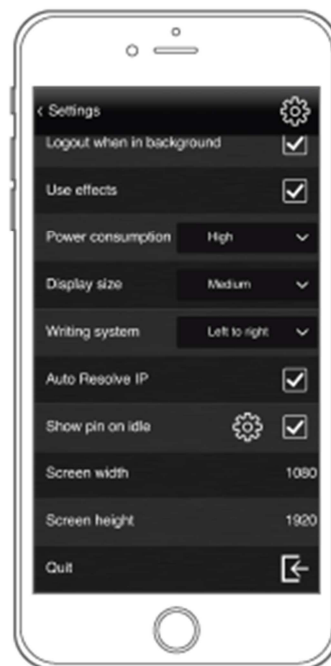 ‹ Settings
Logout when in background
Use effects
Power consumption High
Display size Medium
Writing system Left to right
Auto Resolve IP
Show pin on idle
Screen width 1080
Screen height 1920
Quit